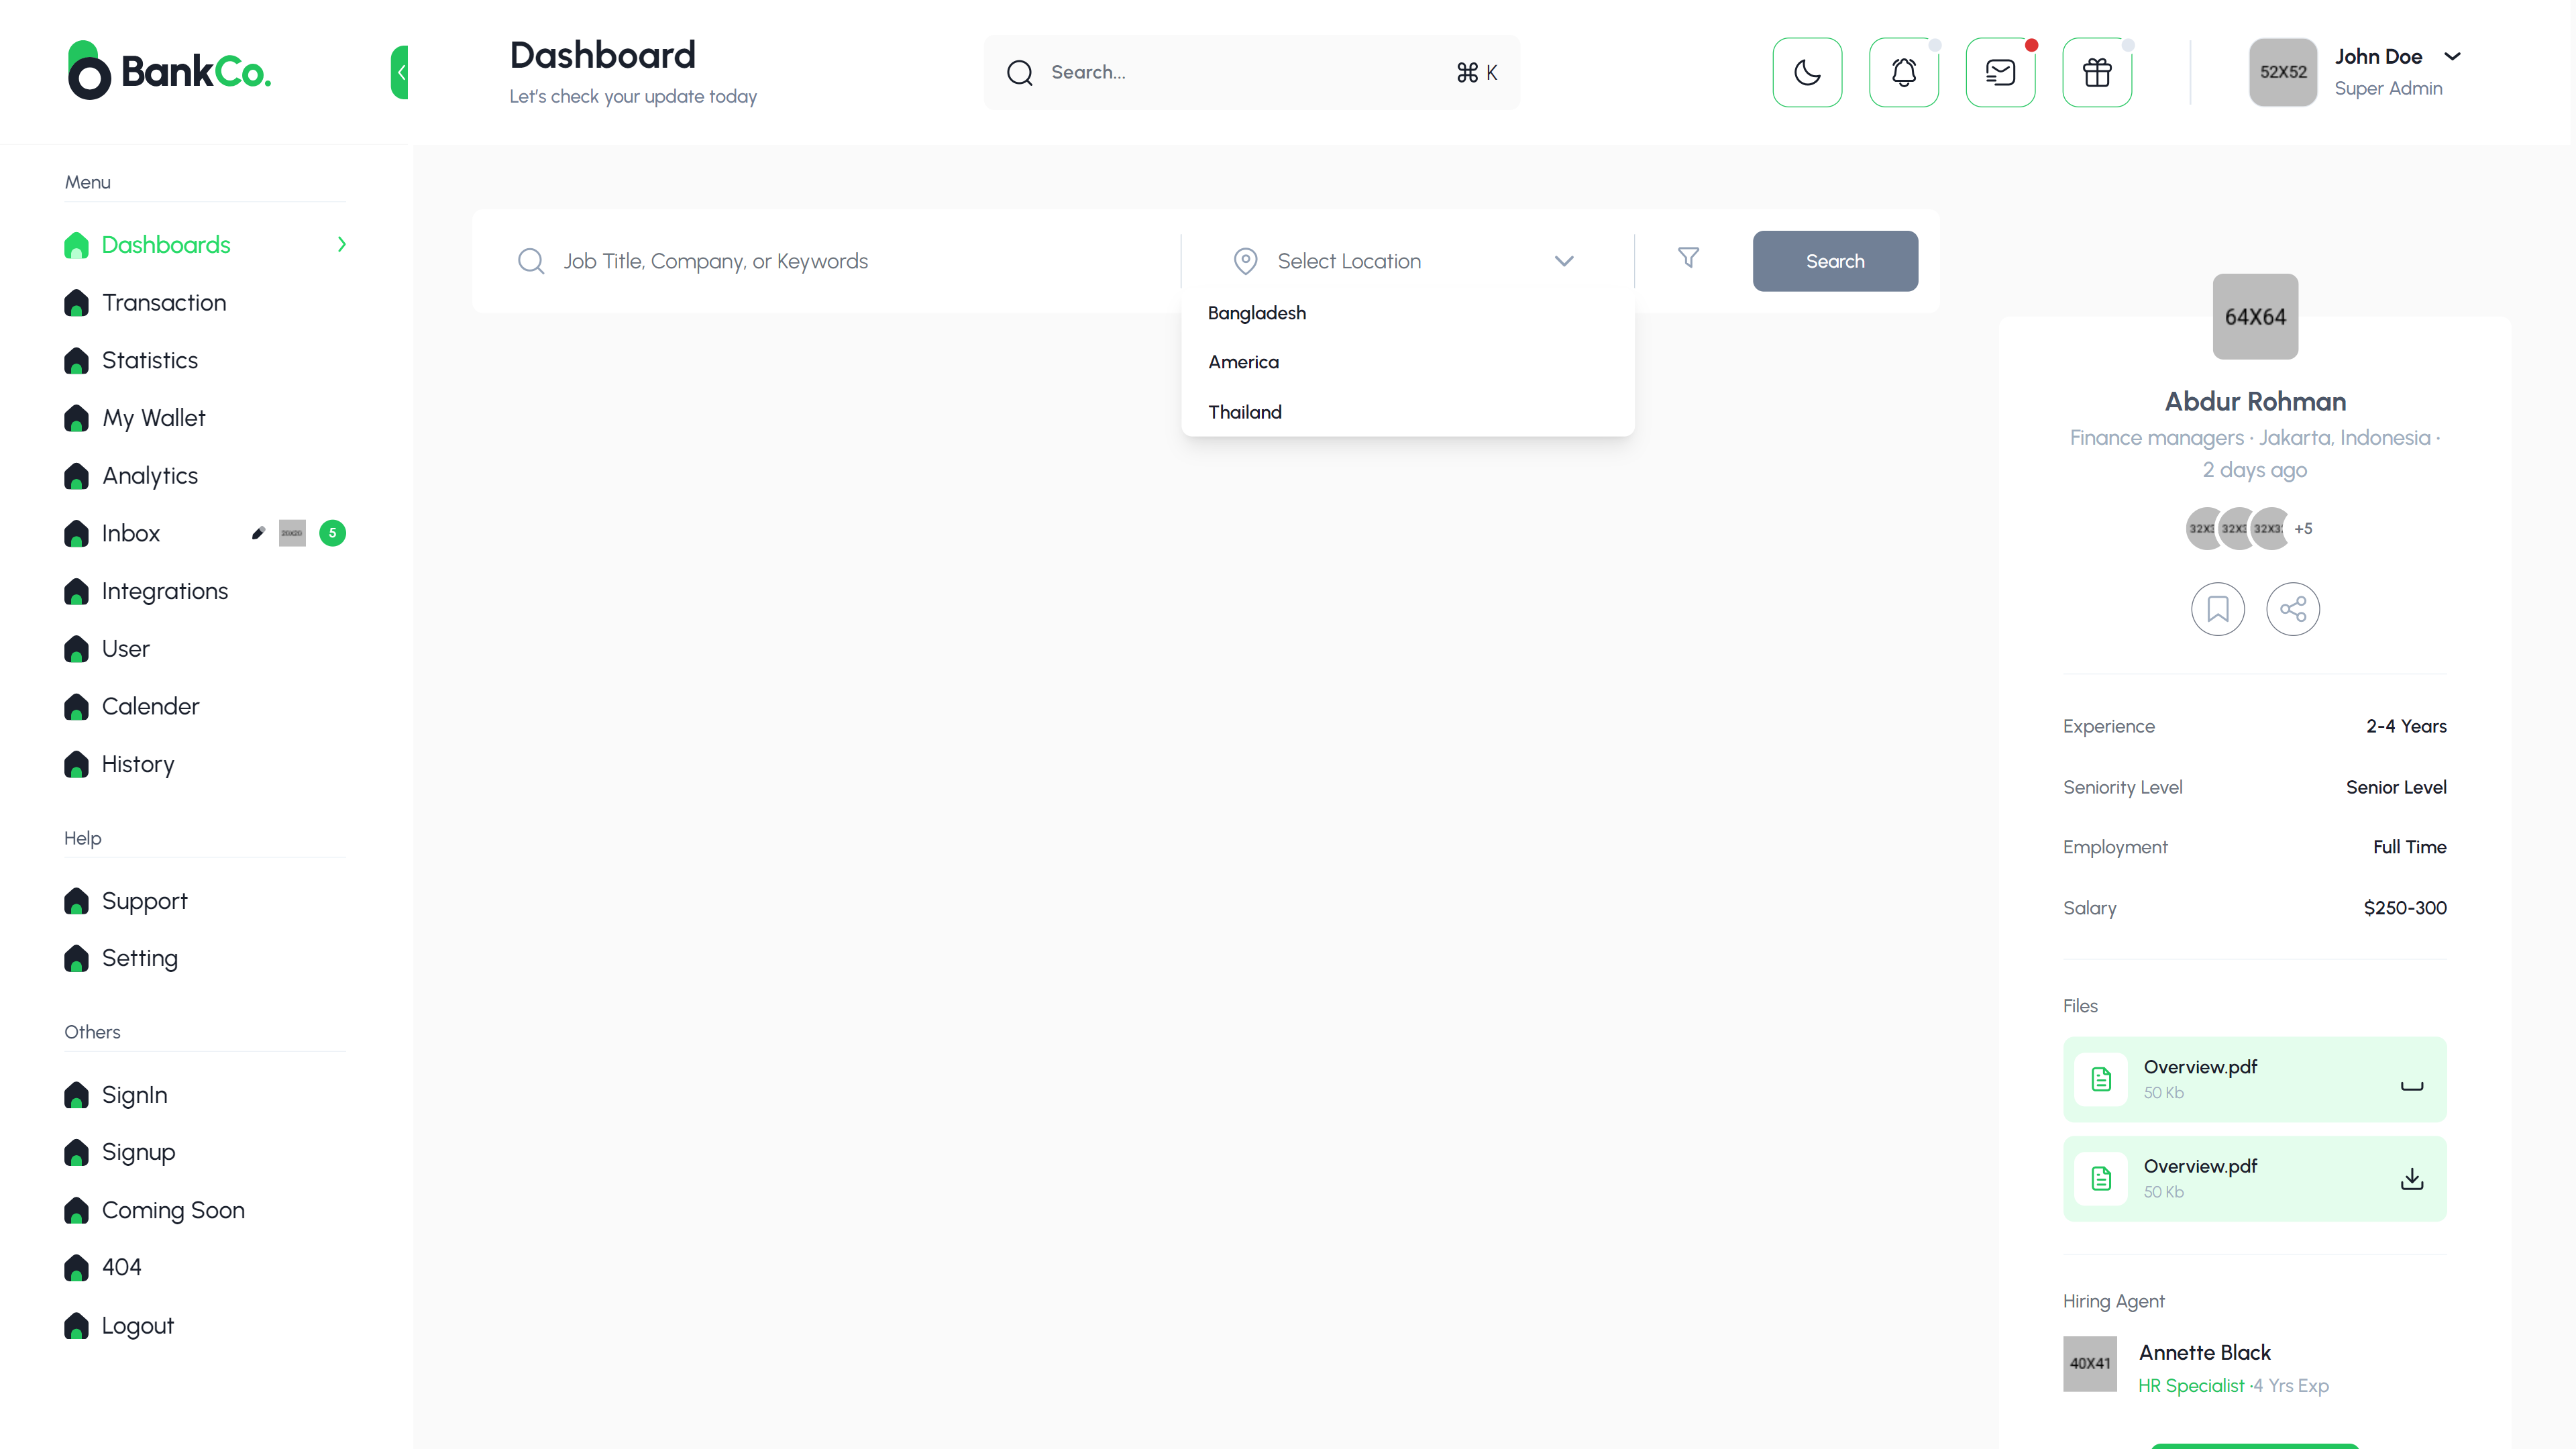 BankCo.
Dashboard
Let's check your update today
Search...
⌘ K
52X52
John Doe
Super Admin
Menu
Dashboards
Transaction
Statistics
My Wallet
Analytics
Inbox
5
Integrations
User
Calender
History
Help
Support
Setting
Others
SignIn
Signup
Coming Soon
404
Logout
Job Title, Company, or Keywords
Select Location
Search
Bangladesh
America
Thailand
64X64
Abdur Rohman
Finance managers · Jakarta, Indonesia ·
2 days ago
+5
Experience 2-4 Years
Seniority Level Senior Level
Employment Full Time
Salary $250-300
Files
Overview.pdf
50 Kb
Overview.pdf
50 Kb
Hiring Agent
40X41
Annette Black
HR Specialist ·4 Yrs Exp